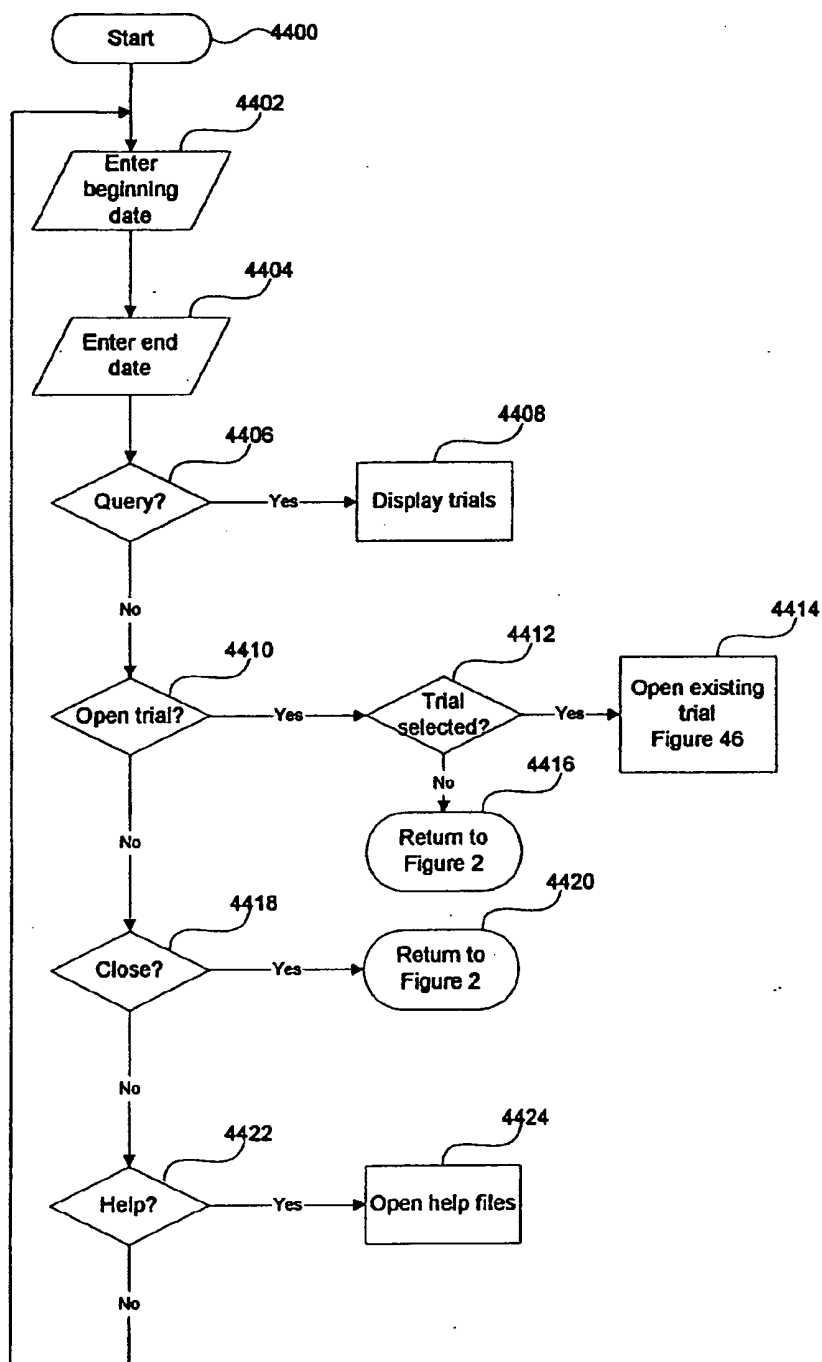 Start
4400
4402
Enter
beginning
date
4404
Enter end
date
4406
4408
Query?
Yes
Display trials
No
4410
4412
4414
Open trial?
Yes
Trial
selected?
Yes
Open existing
trial
Figure 46
No
4416
No
Return to
Figure 2
4418
4420
Close?
Yes
Return to
Figure 2
No
4422
4424
Help?
Yes
Open help files
No